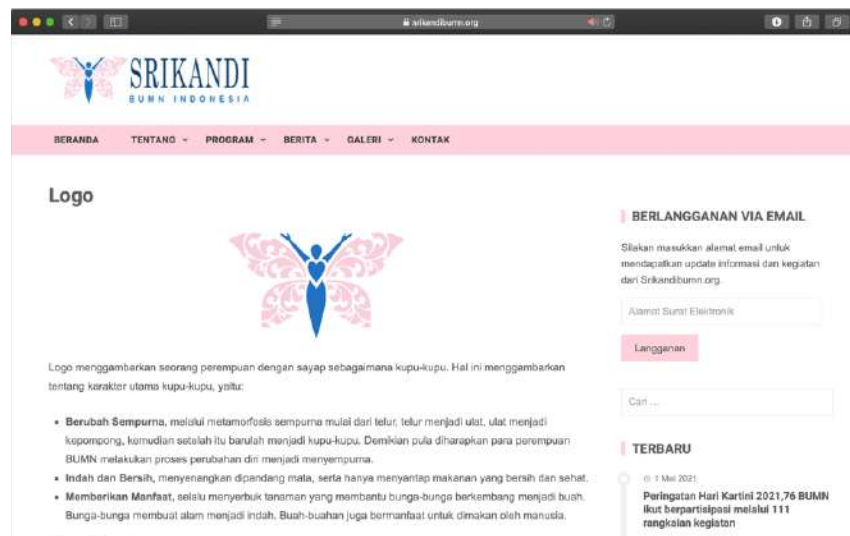 srikandibumn.org
SRIKANDI
BUMN INDONESIA
BERANDA TENTANG PROGRAM BERITA GALERI KONTAK
Logo
Logo menggambarkan seorang perempuan dengan sayap sebagaimana kupu-kupu. Hal ini menggambarkan
tentang karakter utama kupu-kupu, yaitu:
Berubah Sempurna, melalui metamorfosis sempurna mulai dari telur, telur menjadi ulat, ulat menjadi
kepompong, kemudian setelah itu barulah menjadi kupu-kupu. Demikian pula diharapkan para perempuan
BUMN melakukan proses perubahan diri menjadi menyempurna.
Indah dan Bersih, menyenangkan dipandang mata, serta hanya menyantap makanan yang bersih dan sehat.
Memberikan Manfaat, selalu menyerbuk tanaman yang membantu bunga-bunga berkembang menjadi buah.
Bunga-bunga membuat alam menjadi indah. Buah-buahan juga bermanfaat untuk dimakan oleh manusia.
BERLANGGANAN VIA EMAIL
Silakan masukkan alamat email untuk
mendapatkan update informasi dan kegiatan
dari Srikandibumn.org.
Alamat Surat Elektronik
Langganan
Cari ...
TERBARU
1 Mei 2021
Peringatan Hari Kartini 2021,76 BUMN
ikut berpartisipasi melalui 111
rangkaian kegiatan